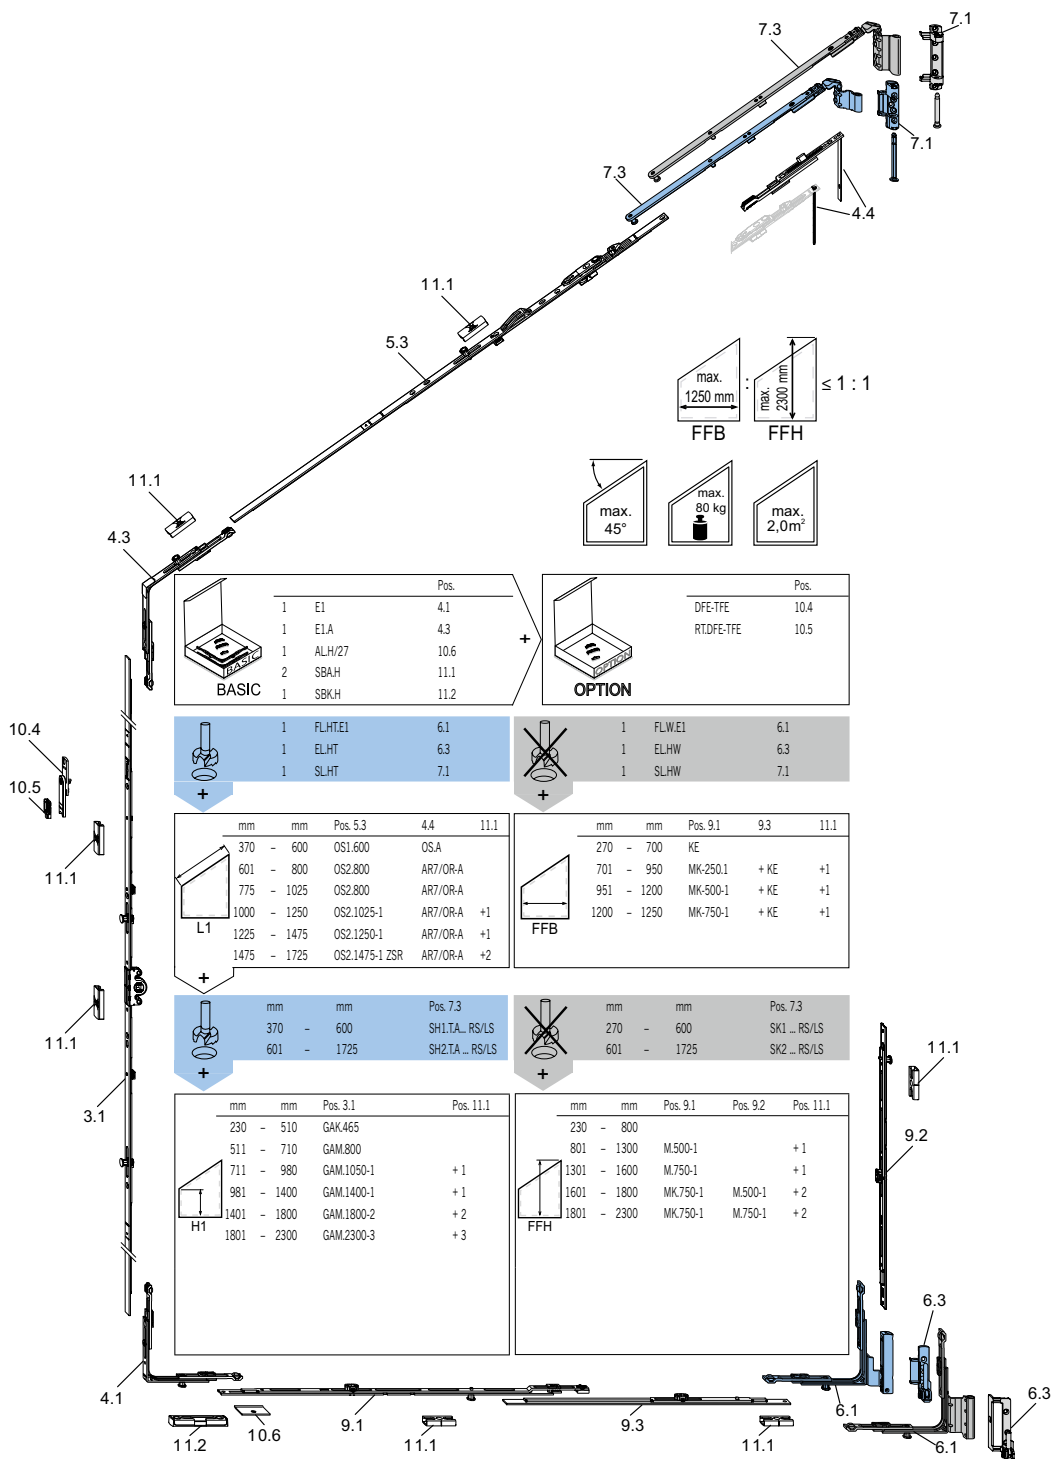 7.1
7.3
7.1
7.3
4.4
11.1
5.3
max.
1250 mm
:
max.
2300 mm
≤ 1 : 1
FFB
FFH
11.1
max.
45°
max.
80 kg
max.
2,0m²
4.3
Pos.
1 E1 4.1
1 E1.A 4.3
1 AL.H/27 10.6
2 SBA.H 11.1
1 SBK.H 11.2
BASIC
BASIC
+
Pos.
DFE-TFE 10.4
RT.DFE-TFE 10.5
OPTION
OPTION
1 FL.HT.E1 6.1
1 EL.HT 6.3
1 SL.HT 7.1
+
1 FL.W.E1 6.1
1 EL.HW 6.3
1 SL.HW 7.1
+
10.4
10.5
11.1
mm mm Pos. 5.3 4.4 11.1
370 – 600 OS1.600 OS.A
601 – 800 OS2.800 AR7/OR-A
775 – 1025 OS2.800 AR7/OR-A
1000 – 1250 OS2.1025-1 AR7/OR-A +1
1225 – 1475 OS2.1250-1 AR7/OR-A +1
1475 – 1725 OS2.1475-1 ZSR AR7/OR-A +2
L1
+
mm mm Pos. 9.1 9.3 11.1
270 – 700 KE
701 – 950 MK-250.1 + KE +1
951 – 1200 MK-500-1 + KE +1
1200 – 1250 MK-750-1 + KE +1
FFB
11.1
3.1
mm mm Pos. 7.3
370 – 600 SH1.T.A... RS/LS
601 – 1725 SH2.T.A ... RS/LS
+
mm mm Pos. 7.3
270 – 600 SK1 ... RS/LS
601 – 1725 SK2 ... RS/LS
+
11.1
9.2
mm mm Pos. 3.1 Pos. 11.1
230 – 510 GAK.465
511 – 710 GAM.800
711 – 980 GAM.1050-1 + 1
981 – 1400 GAM.1400-1 + 1
1401 – 1800 GAM.1800-2 + 2
1801 – 2300 GAM.2300-3 + 3
H1
mm mm Pos. 9.1 Pos. 9.2 Pos. 11.1
230 – 800
801 – 1300 M.500-1 + 1
1301 – 1600 M.750-1 + 1
1601 – 1800 MK.750-1 M.500-1 + 2
1801 – 2300 MK.750-1 M.750-1 + 2
FFH
6.3
4.1
11.2
10.6
9.1
11.1
9.3
11.1
6.1
6.1
6.3